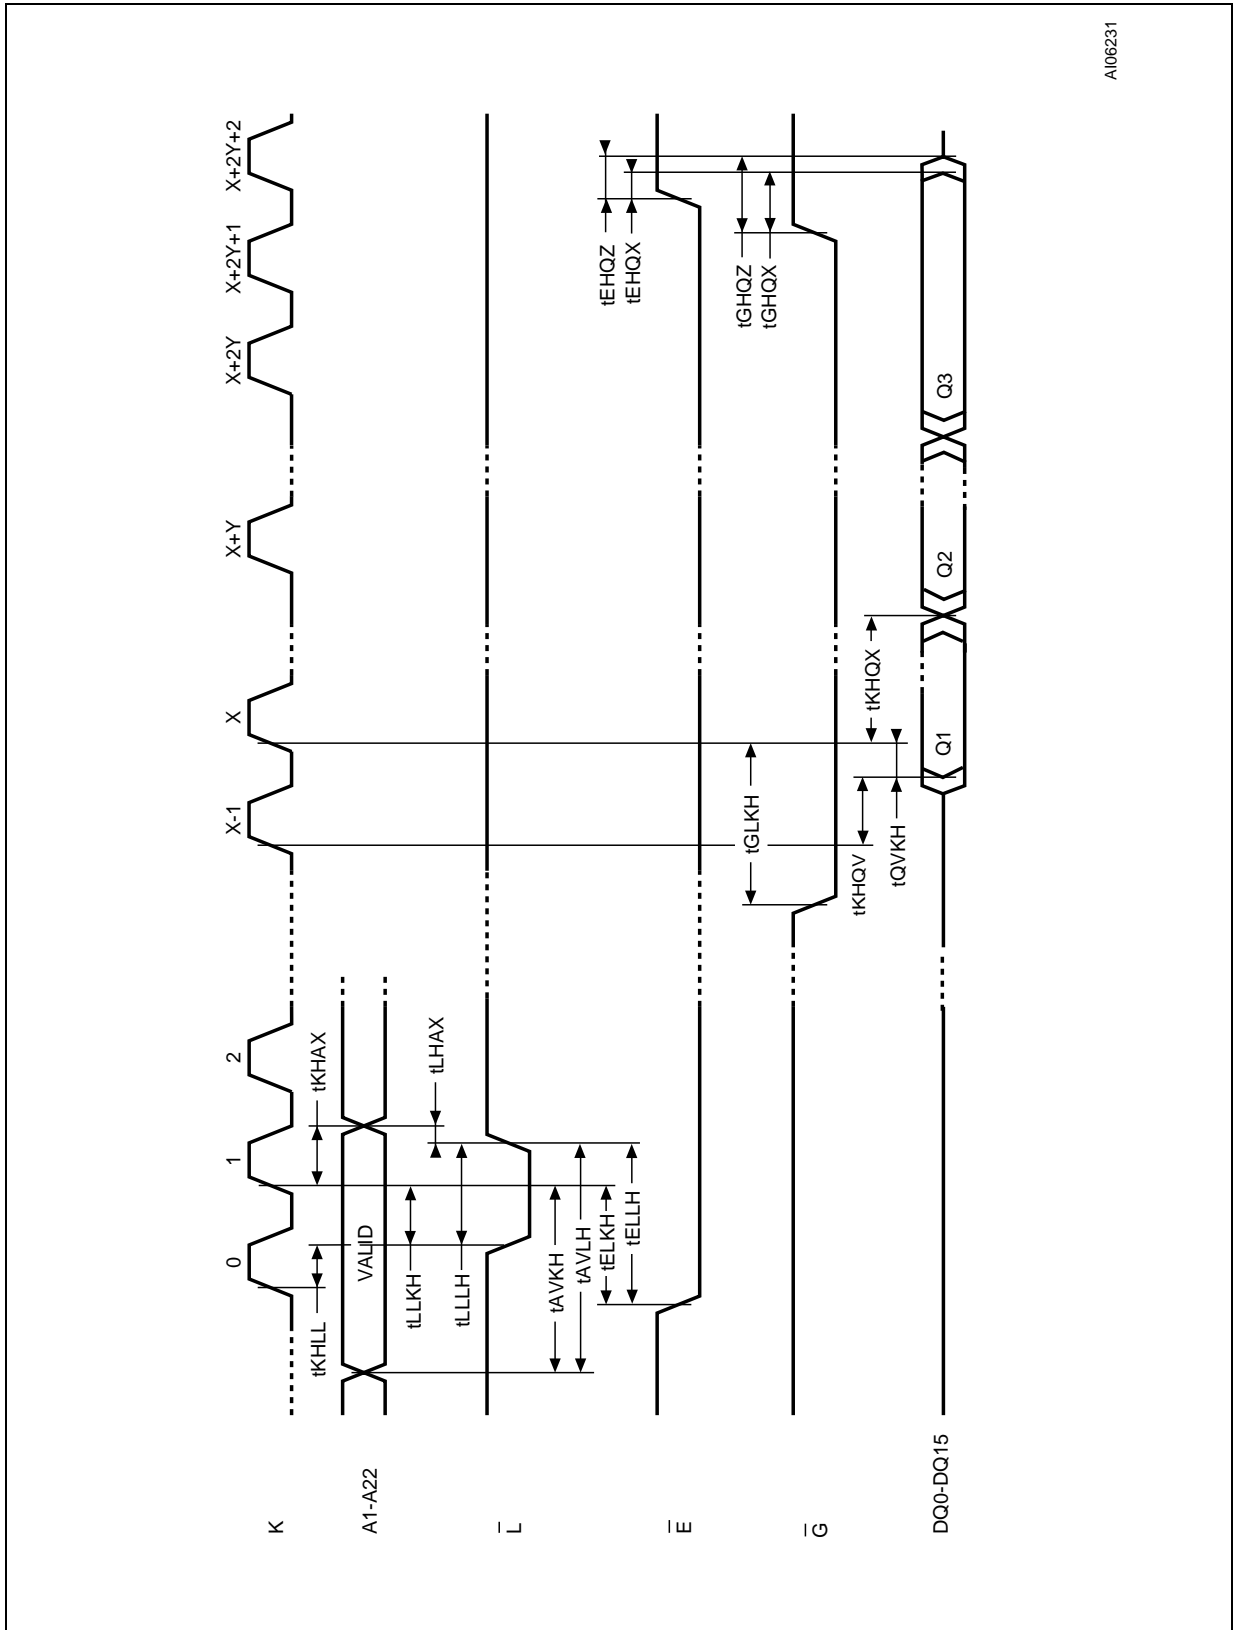 AI06231
0
1
2
X-1
X
X+Y
X+2Y
X+2Y+1
X+2Y+2
K
tKHLL
tKHAX
A1-A22
VALID
tLLKH
tLHAX
tLLLH
L
tAVKH
tAVLH
tELKH
tELLH
tEHQZ
tEHQX
E
tGHQZ
tGHQX
tGLKH
G
tKHQV
tKHQX
tQVKH
DQ0-DQ15
Q1
Q2
Q3